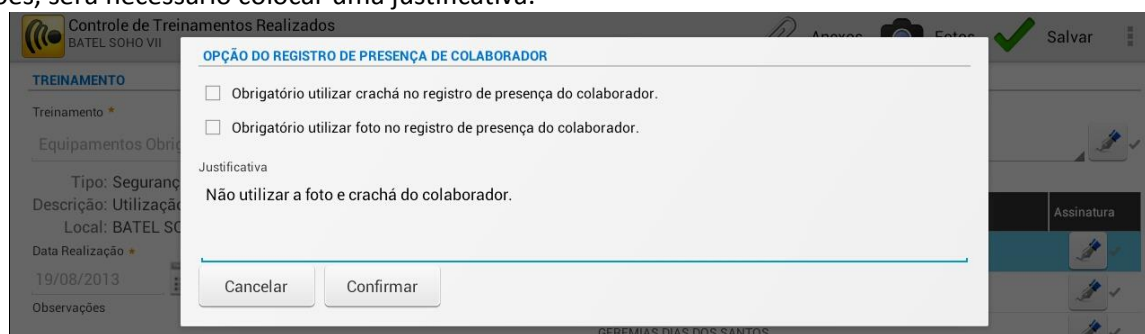 ões, será necessário colocar uma justificativa.
Controle de Treinamentos Realizados
BATEL SOHO VII
Anexos
Fotos
Salvar
OPÇÃO DO REGISTRO DE PRESENÇA DE COLABORADOR
TREINAMENTO
Obrigatório utilizar crachá no registro de presença do colaborador.
Treinamento *
Obrigatório utilizar foto no registro de presença do colaborador.
Equipamentos Obrig
Justificativa
Tipo: Seguranç
Não utilizar a foto e crachá do colaborador.
Descrição: Utilizaçã
Assinatura
Local: BATEL SO
Data Realização *
19/08/2013
Cancelar
Confirmar
Observações
GEREMIAS DIAS DOS SANTOS